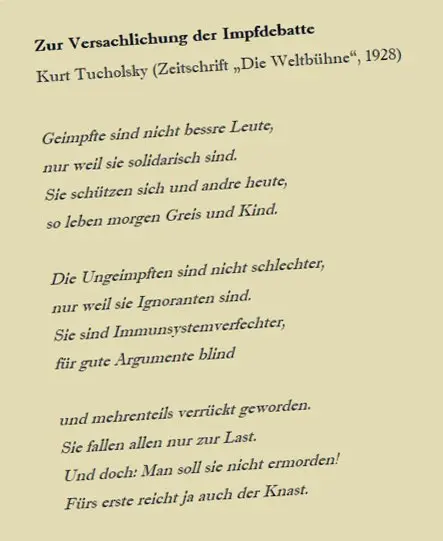 Zur Versachlichung der Impfdebatte
Kurt Tucholsky (Zeitschrift „Die Weltbühne“, 1928)
Geimpfte sind nicht bessre Leute,
nur weil sie solidarisch sind.
Sie schützen sich und andre heute,
so leben morgen Greis und Kind.
Die Ungeimpften sind nicht schlechter,
nur weil sie Ignoranten sind.
Sie sind Immunsystemverfechter,
für gute Argumente blind
und mehrenteils verrückt geworden.
Sie fallen allen nur zur Last.
Und doch: Man soll sie nicht ermorden!
Fürs erste reicht ja auch der Knast.